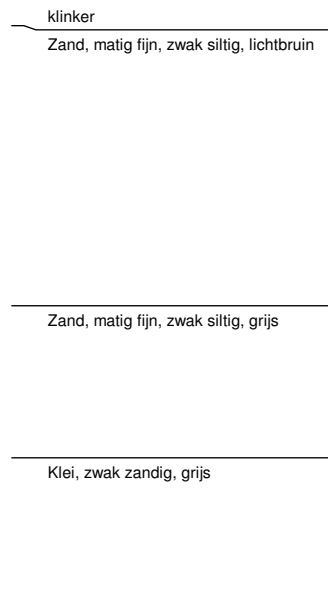 klinker
Zand, matig fijn, zwak siltig, lichtbruin
Zand, matig fijn, zwak siltig, grijs
Klei, zwak zandig, grijs